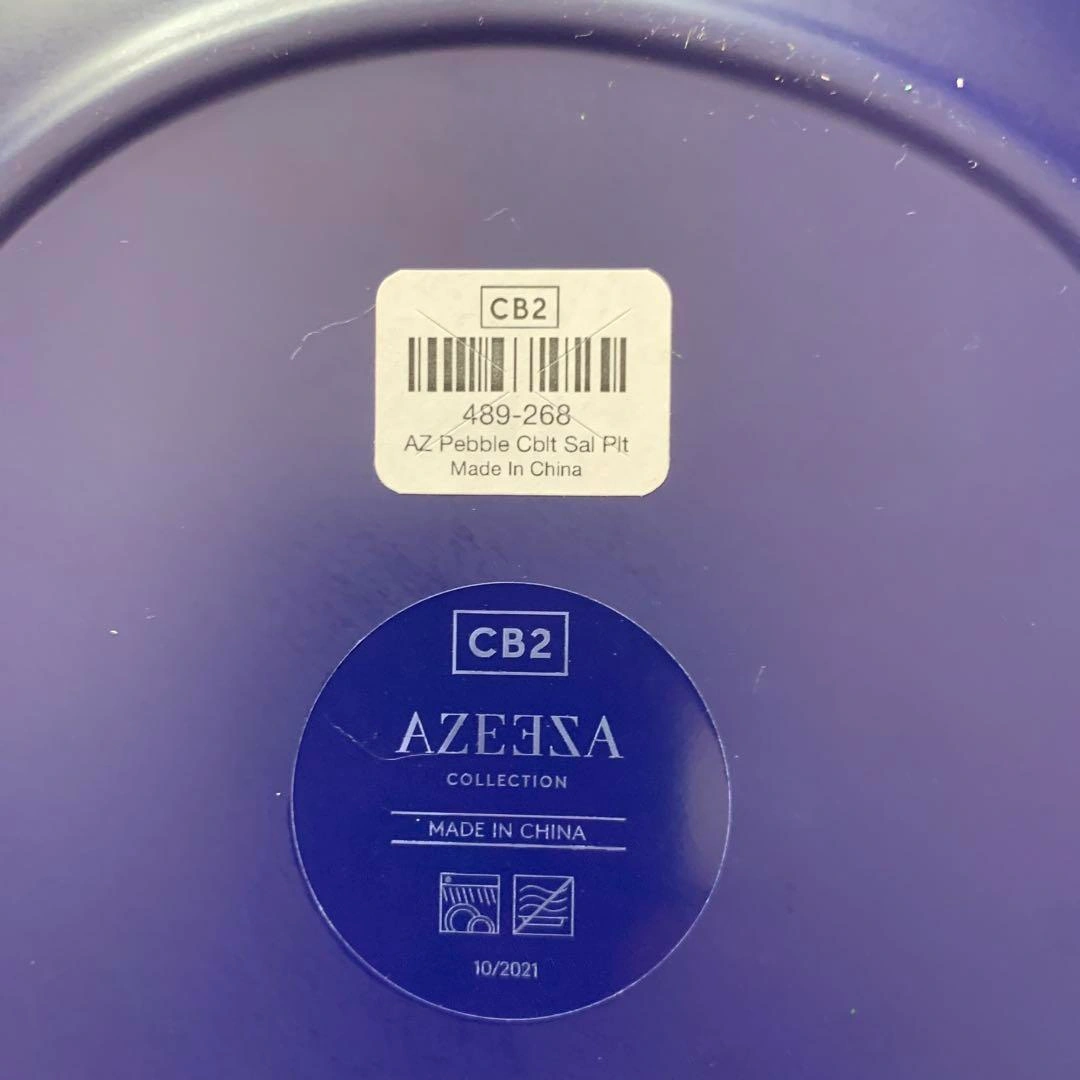 CB2
489-268
AZ Pebble Cblt Sal Plt
Made In China
CB2
AZEEZA
COLLECTION
MADE IN CHINA
10/2021